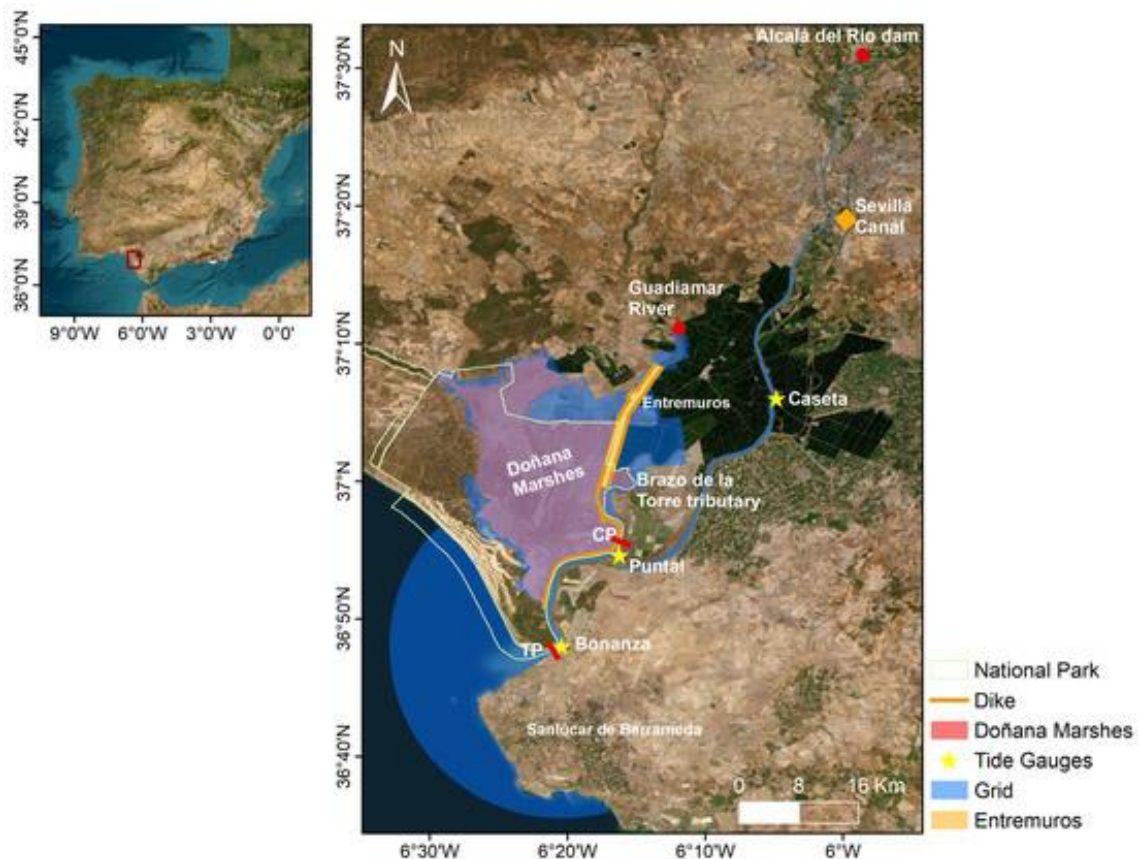 45°0'N
42°0'N
39°0'N
36°0'N
9°0'W
6°0'W
3°0'W
0°0'
N
37°30'N
37°20'N
37°10'N
37°0'N
36°50'N
36°40'N
6°30'W
6°20'W
6°10'W
6°W
Alcalá del Río dam
Sevilla
Canal
Guadiamar
River
Caseta
Entremuros
Doñana
Marshes
Brazo de la
Torre tributary
CP
Puntal
TP
Bonanza
Sanlúcar de Barrameda
0 8 16 Km
National Park
Dike
Doñana Marshes
Tide Gauges
Grid
Entremuros